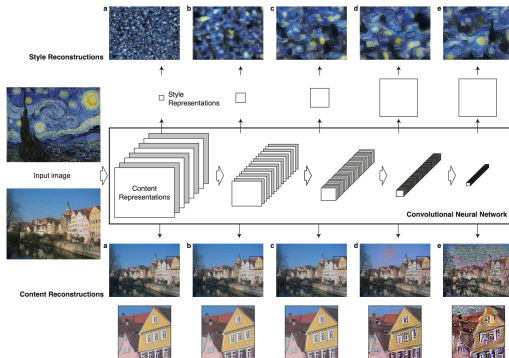 a b c d e
Style Reconstructions
Style
Representations
Input image
Content
Representations
Convolutional Neural Network
a b c d e
Content Reconstructions